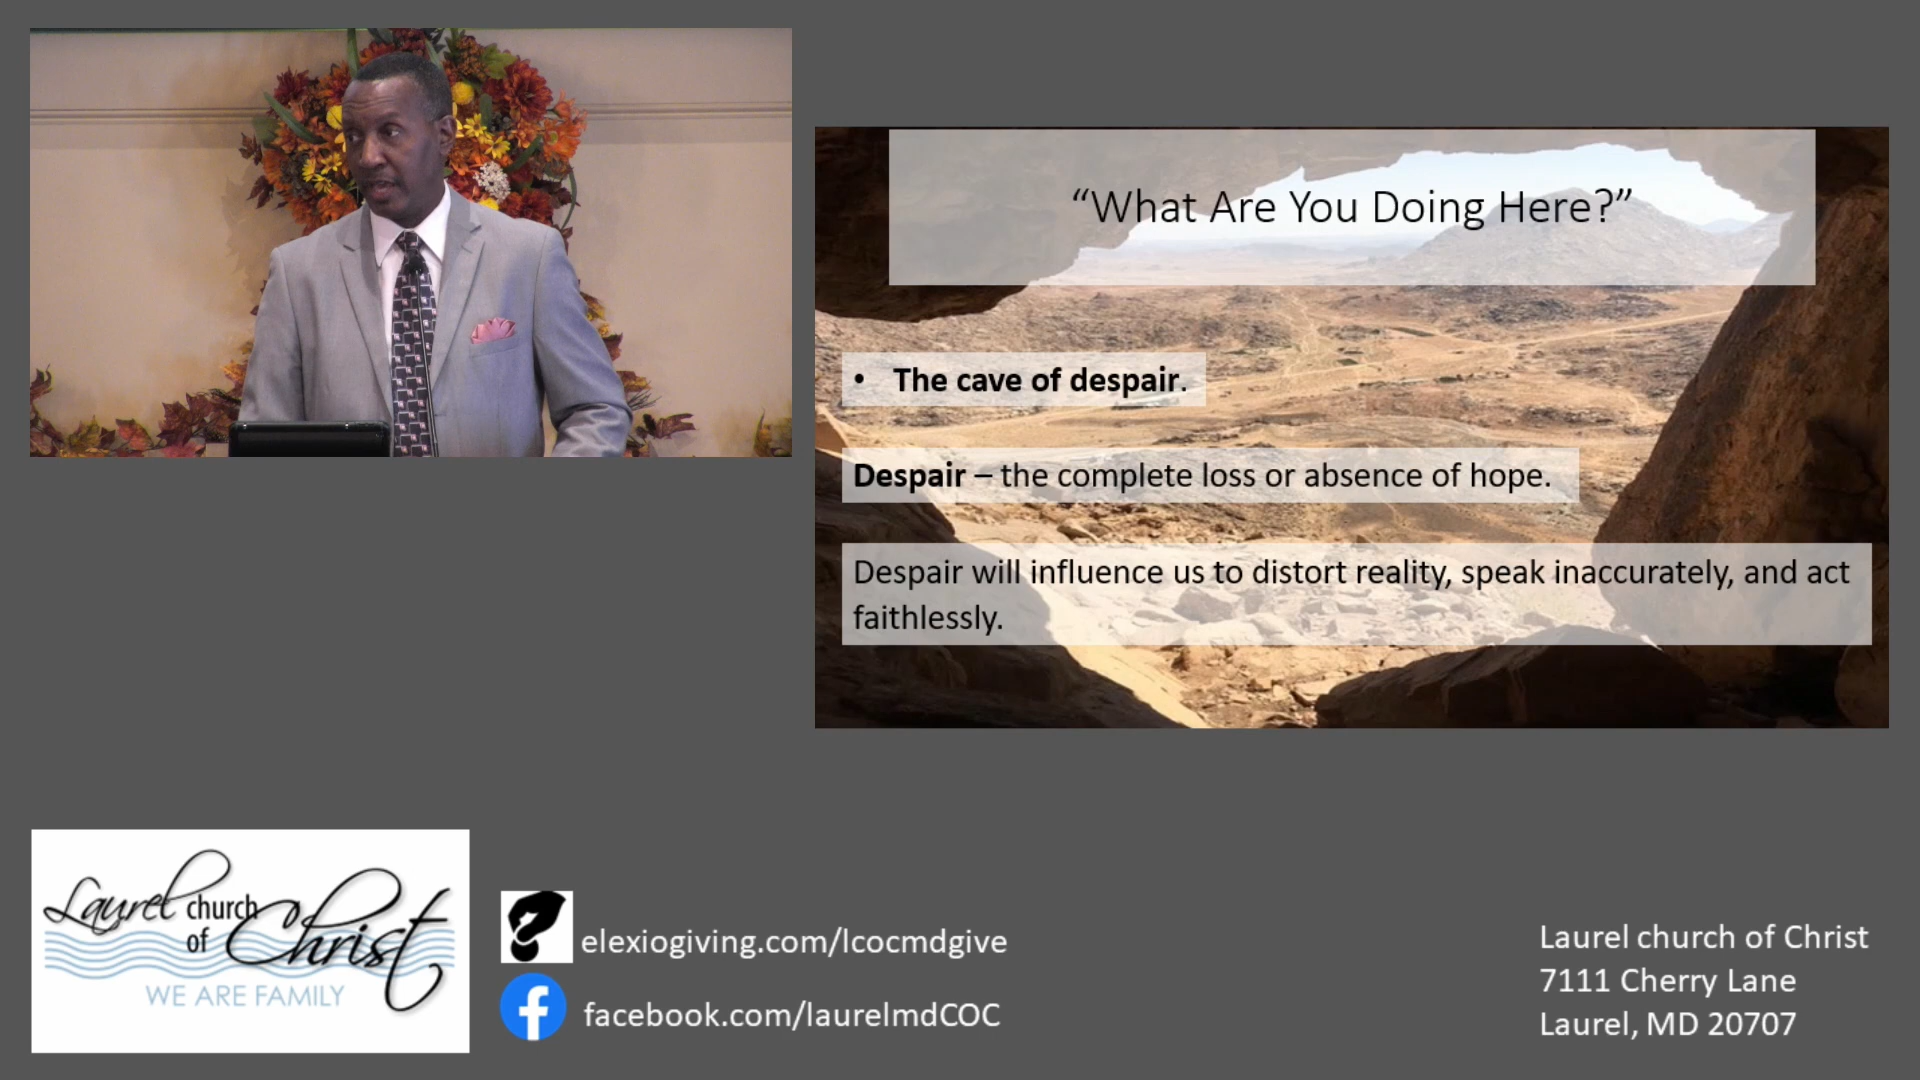 “What Are You Doing Here?”
• The cave of despair.
Despair – the complete loss or absence of hope.
Despair will influence us to distort reality, speak inaccurately, and act
faithlessly.
Laurel church
of Christ
WE ARE FAMILY
elexiogiving.com/lcocmdgive
facebook.com/laurelmdCOC
Laurel church of Christ
7111 Cherry Lane
Laurel, MD 20707